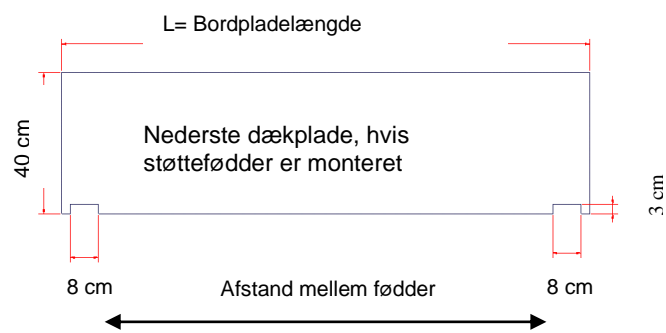 L= Bordpladelængde
40 cm
Nederste dækplade, hvis
støttefødder er monteret
3 cm
8 cm
Afstand mellem fødder
8 cm